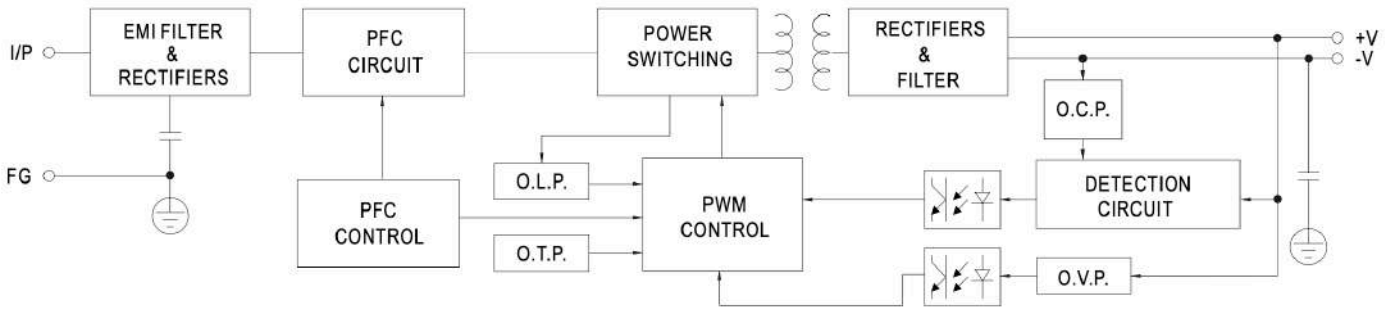 I/P
EMI FILTER
&
RECTIFIERS
PFC
CIRCUIT
POWER
SWITCHING
RECTIFIERS
&
FILTER
+V
-V
O.C.P.
FG
O.L.P.
PFC
CONTROL
O.T.P.
PWM
CONTROL
DETECTION
CIRCUIT
O.V.P.